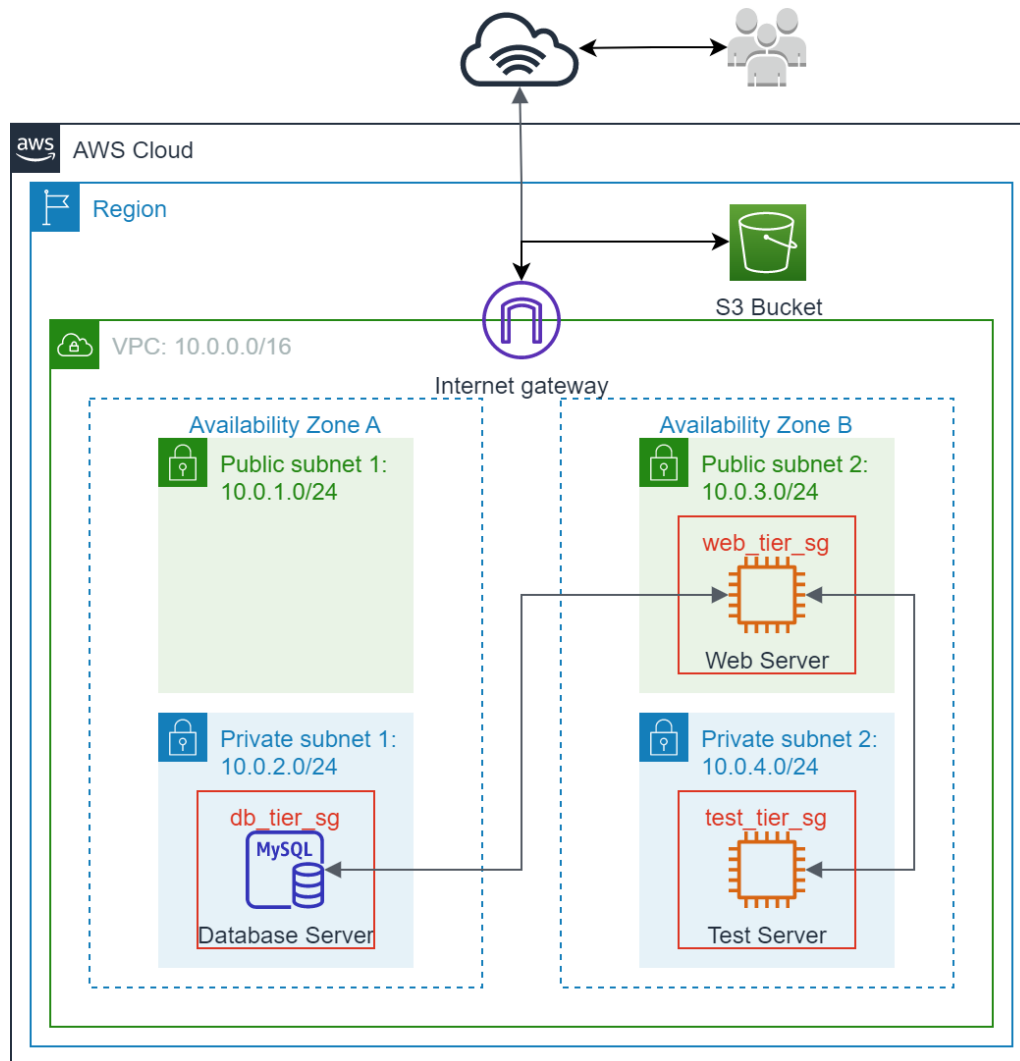 aws
AWS Cloud
Region
S3 Bucket
VPC: 10.0.0.0/16
Internet gateway
Availability Zone A
Public subnet 1:
10.0.1.0/24
Private subnet 1:
10.0.2.0/24
db_tier_sg
MySQL
Database Server
Availability Zone B
Public subnet 2:
10.0.3.0/24
web_tier_sg
Web Server
Private subnet 2:
10.0.4.0/24
test_tier_sg
Test Server